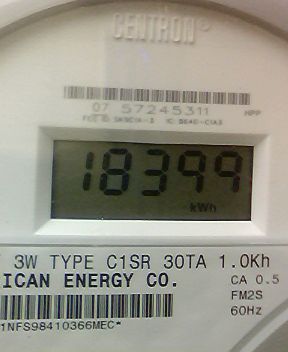 CENTRON®
07 57245311 HPP
18399
kWh
3W TYPE C1SR 30TA 1.0Kh
ICAN ENERGY CO. CA 0.5
FM2S
60Hz
1NFS98410366MEC*